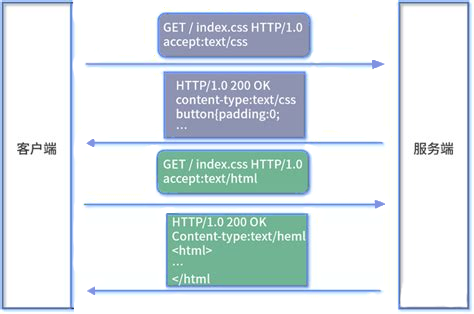 GET / index.css HTTP/1.0
accept:text/css
HTTP/1.0 200 OK
content-type:text/css
button{padding:0;
…
客户端
服务端
GET / index.css HTTP/1.0
accept:text/html
HTTP/1.0 200 OK
Content-type:text/heml
<html>
…
</html